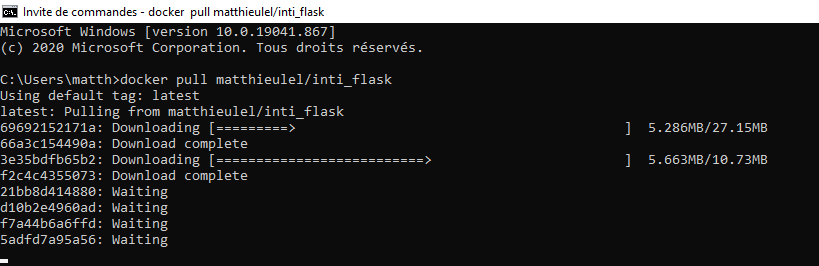 Invite de commandes - docker pull matthieulel/inti_flask
Microsoft Windows [version 10.0.19041.867]
(c) 2020 Microsoft Corporation. Tous droits réservés.
C:\Users\matth>docker pull matthieulel/inti_flask
Using default tag: latest
latest: Pulling from matthieulel/inti_flask
69692152171a: Downloading [=========>                                         ]  5.286MB/27.15MB
66a3c154490a: Download complete
3e35bdfb65b2: Downloading [==========================>                        ]  5.663MB/10.73MB
f2c4c4355073: Download complete
21bb8d414880: Waiting
d10b2e4960ad: Waiting
f7a44b6a6ffd: Waiting
5adfd7a95a56: Waiting